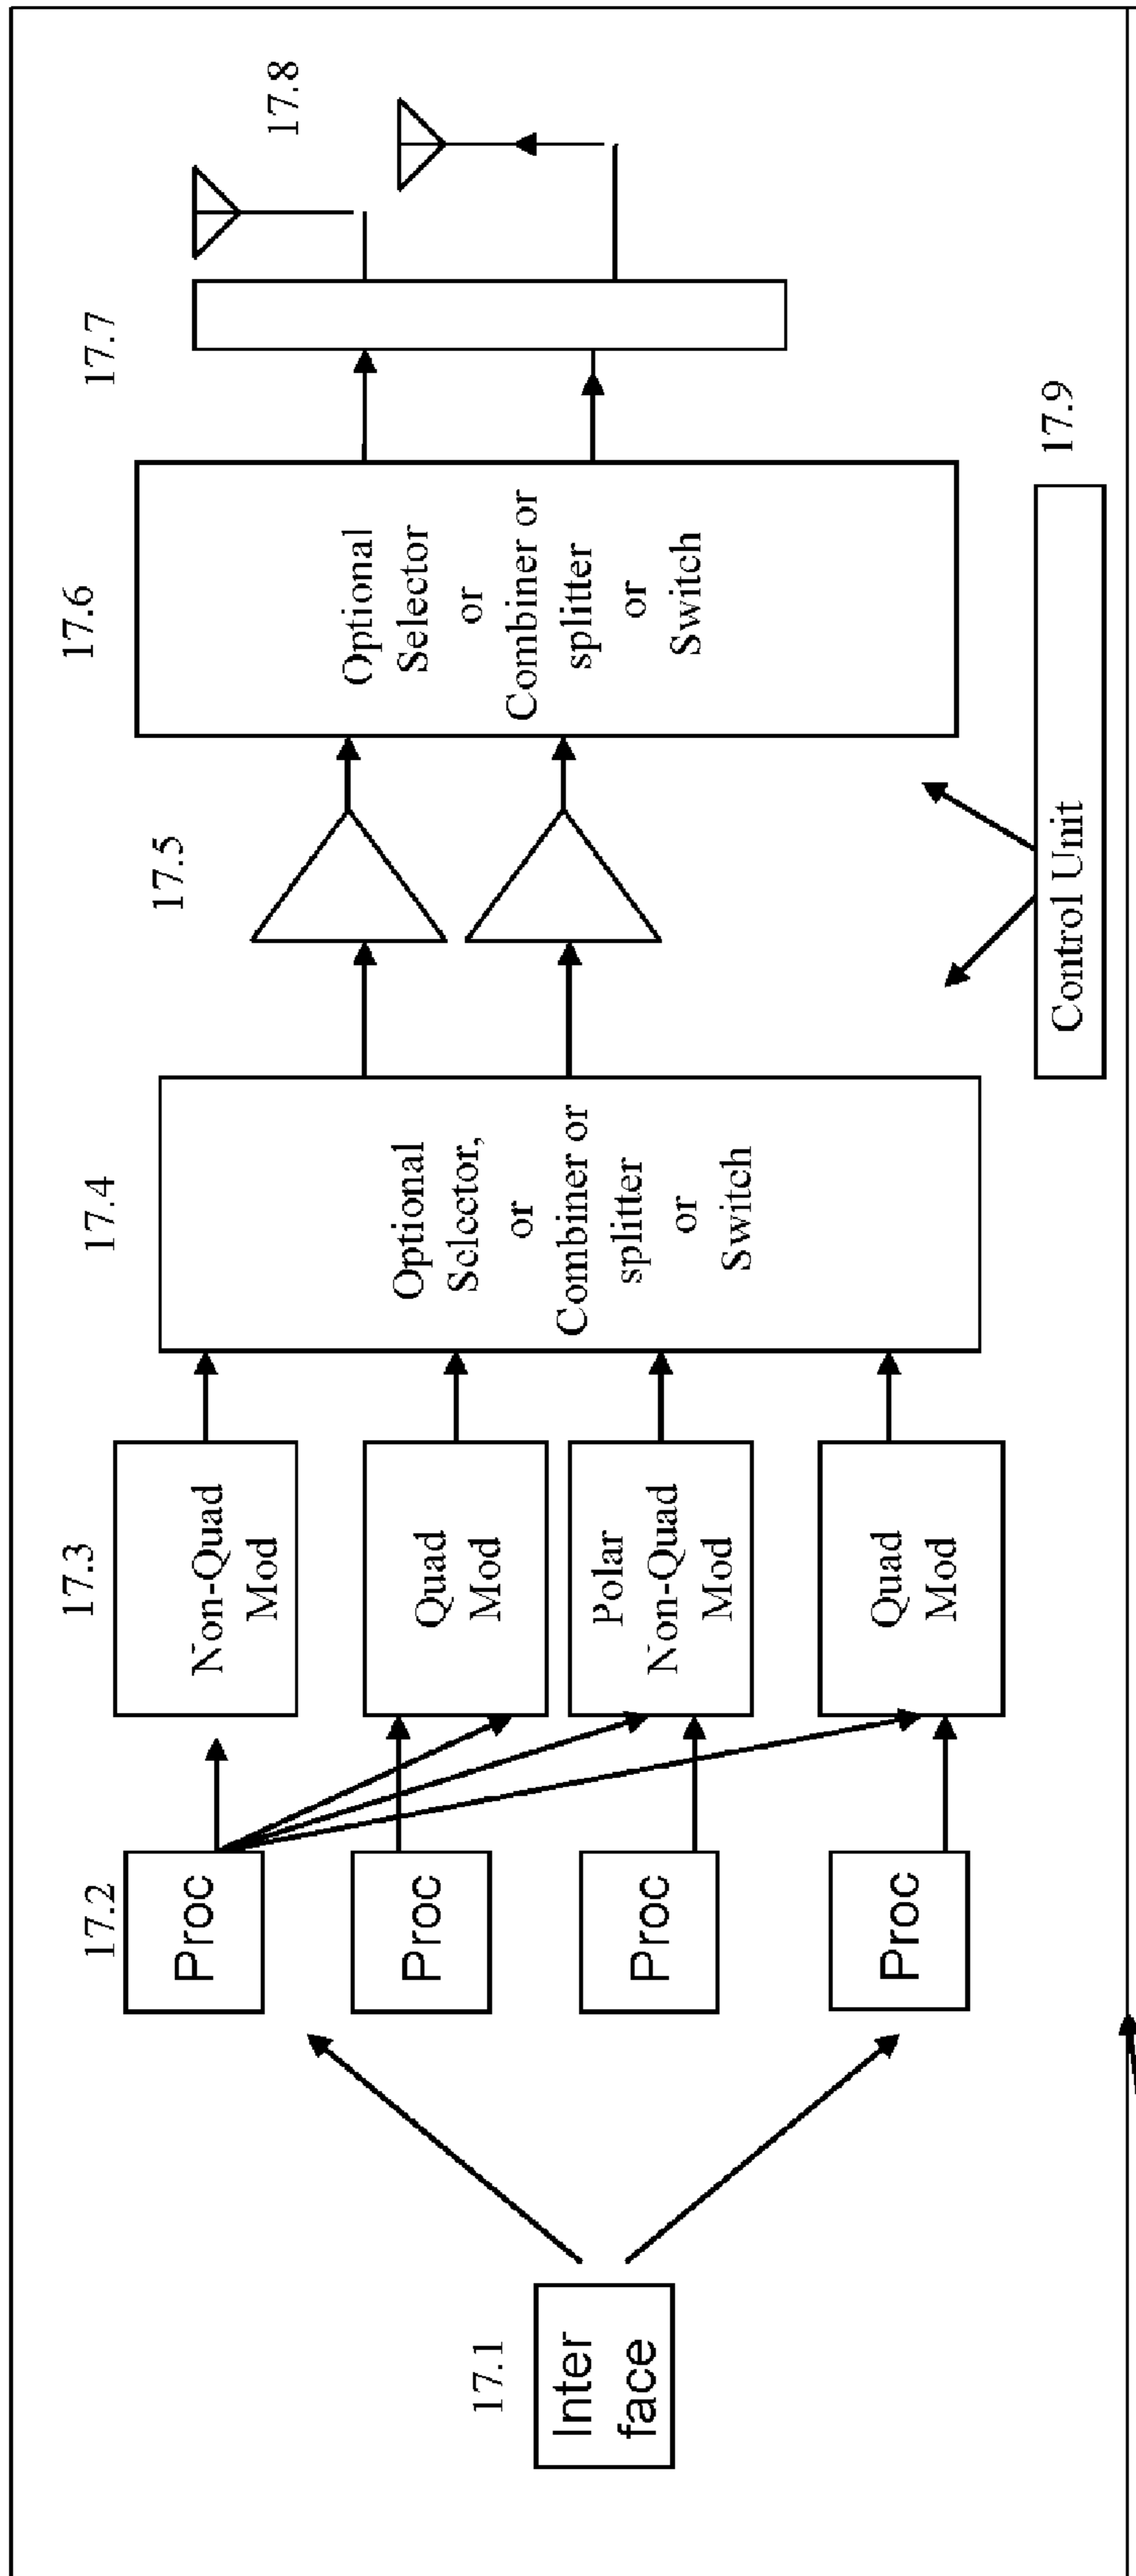 17.1
Inter
face
17.2
Proc
Proc
Proc
Proc
17.3
Non-Quad
Mod
Quad
Mod
Polar
Non-Quad
Mod
Quad
Mod
17.4
Optional
Selector,
or
Combiner or
splitter
or
Switch
17.5
17.6
Optional
Selector
or
Combiner or
splitter
or
Switch
17.7
17.8
Control Unit
17.9